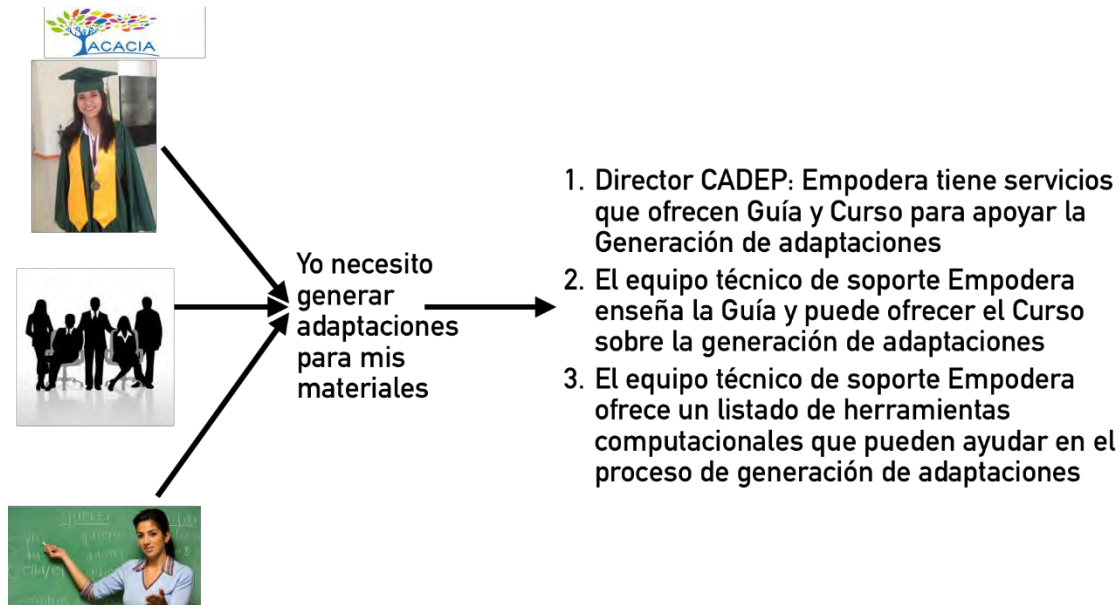 ACACIA
Yo necesito
generar
adaptaciones
para mis
materiales
1. Director CADEP: Empodera tiene servicios
que ofrecen Guía y Curso para apoyar la
Generación de adaptaciones
2. El equipo técnico de soporte Empodera
enseña la Guía y puede ofrecer el Curso
sobre la generación de adaptaciones
3. El equipo técnico de soporte Empodera
ofrece un listado de herramientas
computacionales que pueden ayudar en el
proceso de generación de adaptaciones